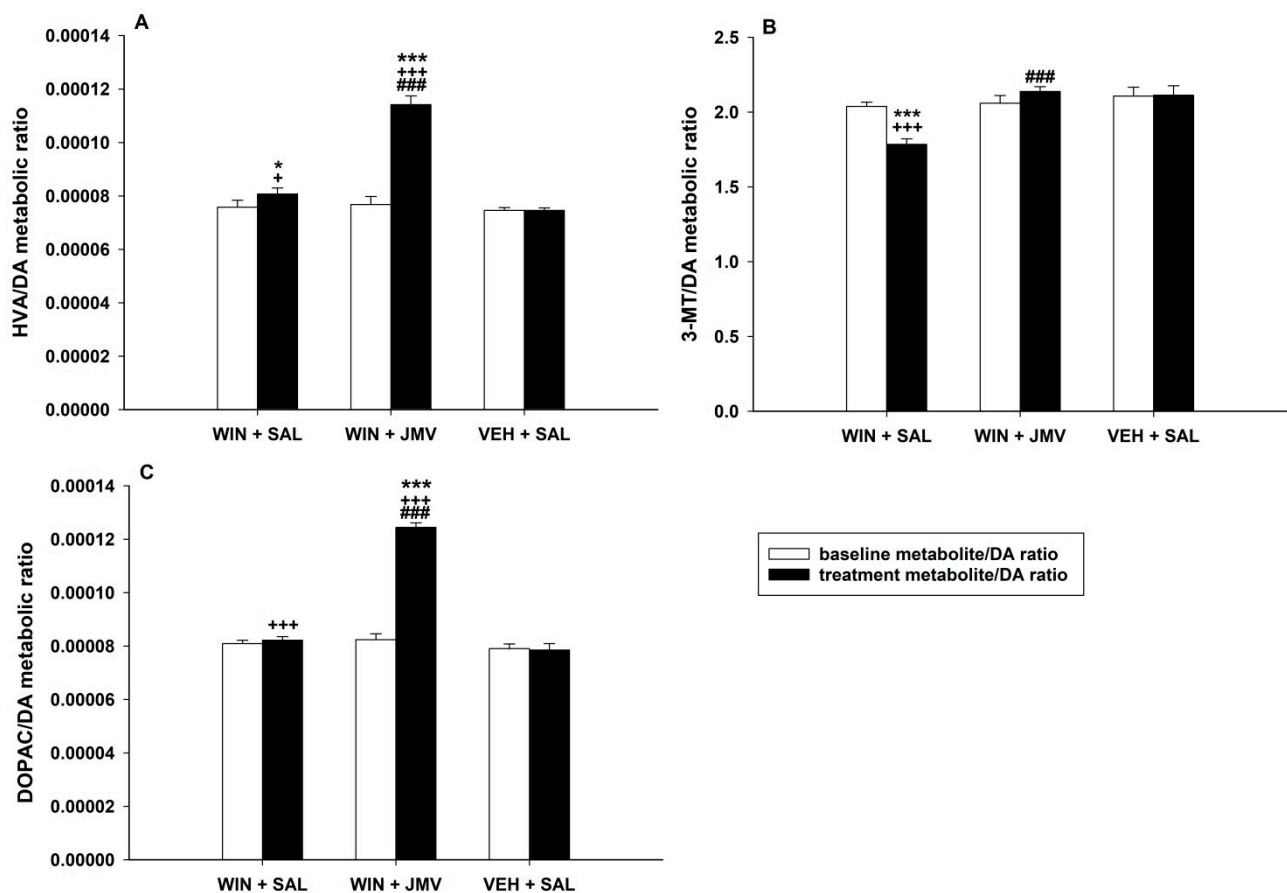 A
HVA/DA metabolic ratio
0.00014
0.00012
0.00010
0.00008
0.00006
0.00004
0.00002
0.00000
*
+
***
+++
###
WIN + SAL
WIN + JMV
VEH + SAL
B
3-MT/DA metabolic ratio
2.5
2.0
1.5
1.0
0.5
0.0
***
+++
###
WIN + SAL
WIN + JMV
VEH + SAL
C
DOPAC/DA metabolic ratio
0.00014
0.00012
0.00010
0.00008
0.00006
0.00004
0.00002
0.00000
+++
***
+++
###
WIN + SAL
WIN + JMV
VEH + SAL
baseline metabolite/DA ratio
treatment metabolite/DA ratio